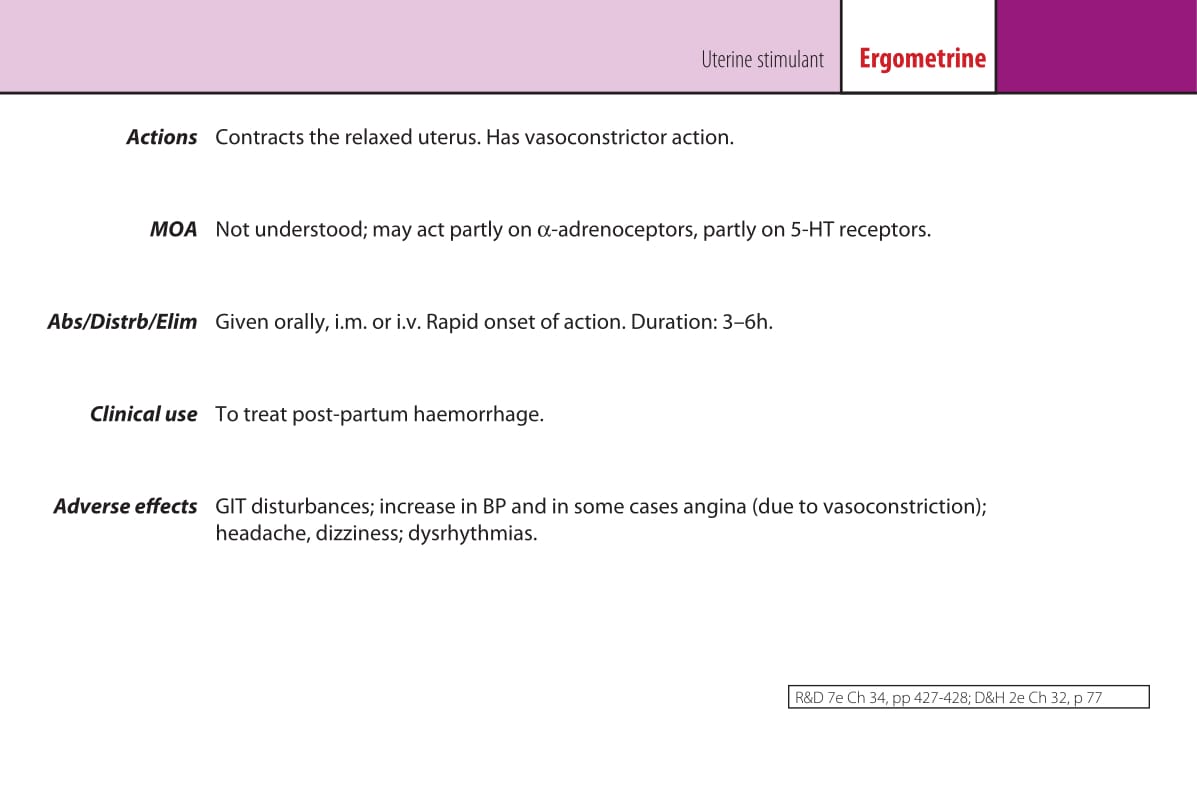 Uterine stimulant Ergometrine
Actions Contracts the relaxed uterus. Has vasoconstrictor action.
MOA Not understood; may act partly on α-adrenoceptors, partly on 5-HT receptors.
Abs/Distrb/Elim Given orally, i.m. or i.v. Rapid onset of action. Duration: 3–6h.
Clinical use To treat post-partum haemorrhage.
Adverse effects GIT disturbances; increase in BP and in some cases angina (due to vasoconstriction);
headache, dizziness; dysrhythmias.
R&D 7e Ch 34, pp 427-428; D&H 2e Ch 32, p 77